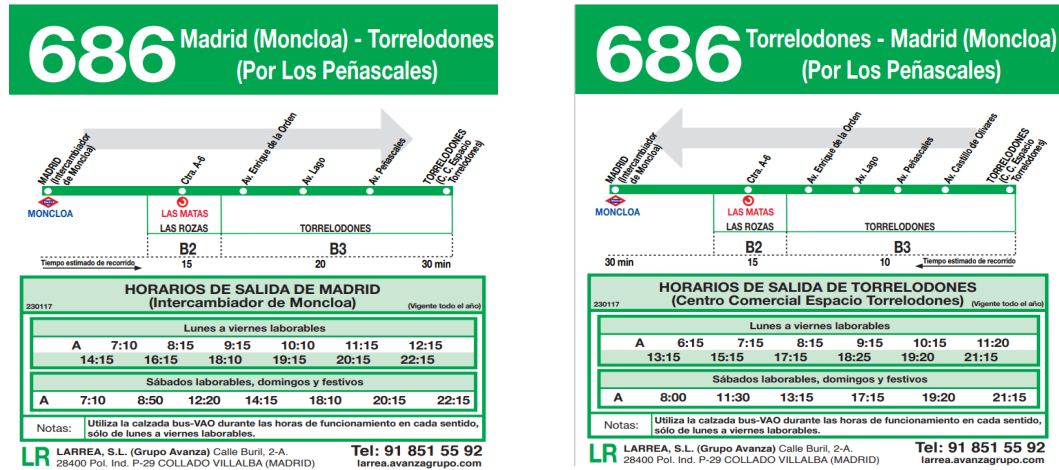 686 Madrid (Moncloa) - Torrelodones
(Por Los Peñascales)
MADRID
(Intercambiador
de Moncloa)
Ctra. A-6
Av. Enrique de la Orden
Av. Lago
Av. Peñascales
TORRELODONES
(C. C. Espacio
Torrelodones)
MONCLOA
LAS MATAS
LAS ROZAS TORRELODONES
B2 B3
Tiempo estimado de recorrido 15 20 30 min
HORARIOS DE SALIDA DE MADRID
230117 (Intercambiador de Moncloa) (Vigente todo el año)
Lunes a viernes laborables
A 7:10 8:15 9:15 10:10 11:15 12:15
14:15 16:15 18:10 19:15 20:15 22:15
Sábados laborables, domingos y festivos
A 7:10 8:50 12:20 14:15 18:10 20:15 22:15
Notas: Utiliza la calzada bus-VAO durante las horas de funcionamiento en cada sentido,
sólo de lunes a viernes laborables.
LR LARREA, S.L. (Grupo Avanza) Calle Buril, 2-A. Tel: 91 851 55 92
28400 Pol. Ind. P-29 COLLADO VILLALBA (MADRID) larrea.avanzagrupo.com
686 Torrelodones - Madrid (Moncloa)
(Por Los Peñascales)
MADRID
(Intercambiador
de Moncloa)
Ctra. A-6
Av. Enrique de la Orden
Av. Lago
Av. Peñascales
Av. Castillo de Olivares
TORRELODONES
(C. C. Espacio
Torrelodones)
MONCLOA
LAS MATAS
LAS ROZAS TORRELODONES
B2 B3
30 min 15 10 Tiempo estimado de recorrido
HORARIOS DE SALIDA DE TORRELODONES
230117 (Centro Comercial Espacio Torrelodones) (Vigente todo el año)
Lunes a viernes laborables
A 6:15 7:15 8:15 9:15 10:15 11:20
13:15 15:15 17:15 18:25 19:20 21:15
Sábados laborables, domingos y festivos
A 8:00 11:30 13:15 17:15 19:20 21:15
Notas: Utiliza la calzada bus-VAO durante las horas de funcionamiento en cada sentido,
sólo de lunes a viernes laborables.
LR LARREA, S.L. (Grupo Avanza) Calle Buril, 2-A. Tel: 91 851 55 92
28400 Pol. Ind. P-29 COLLADO VILLALBA (MADRID) larrea.avanzagrupo.com